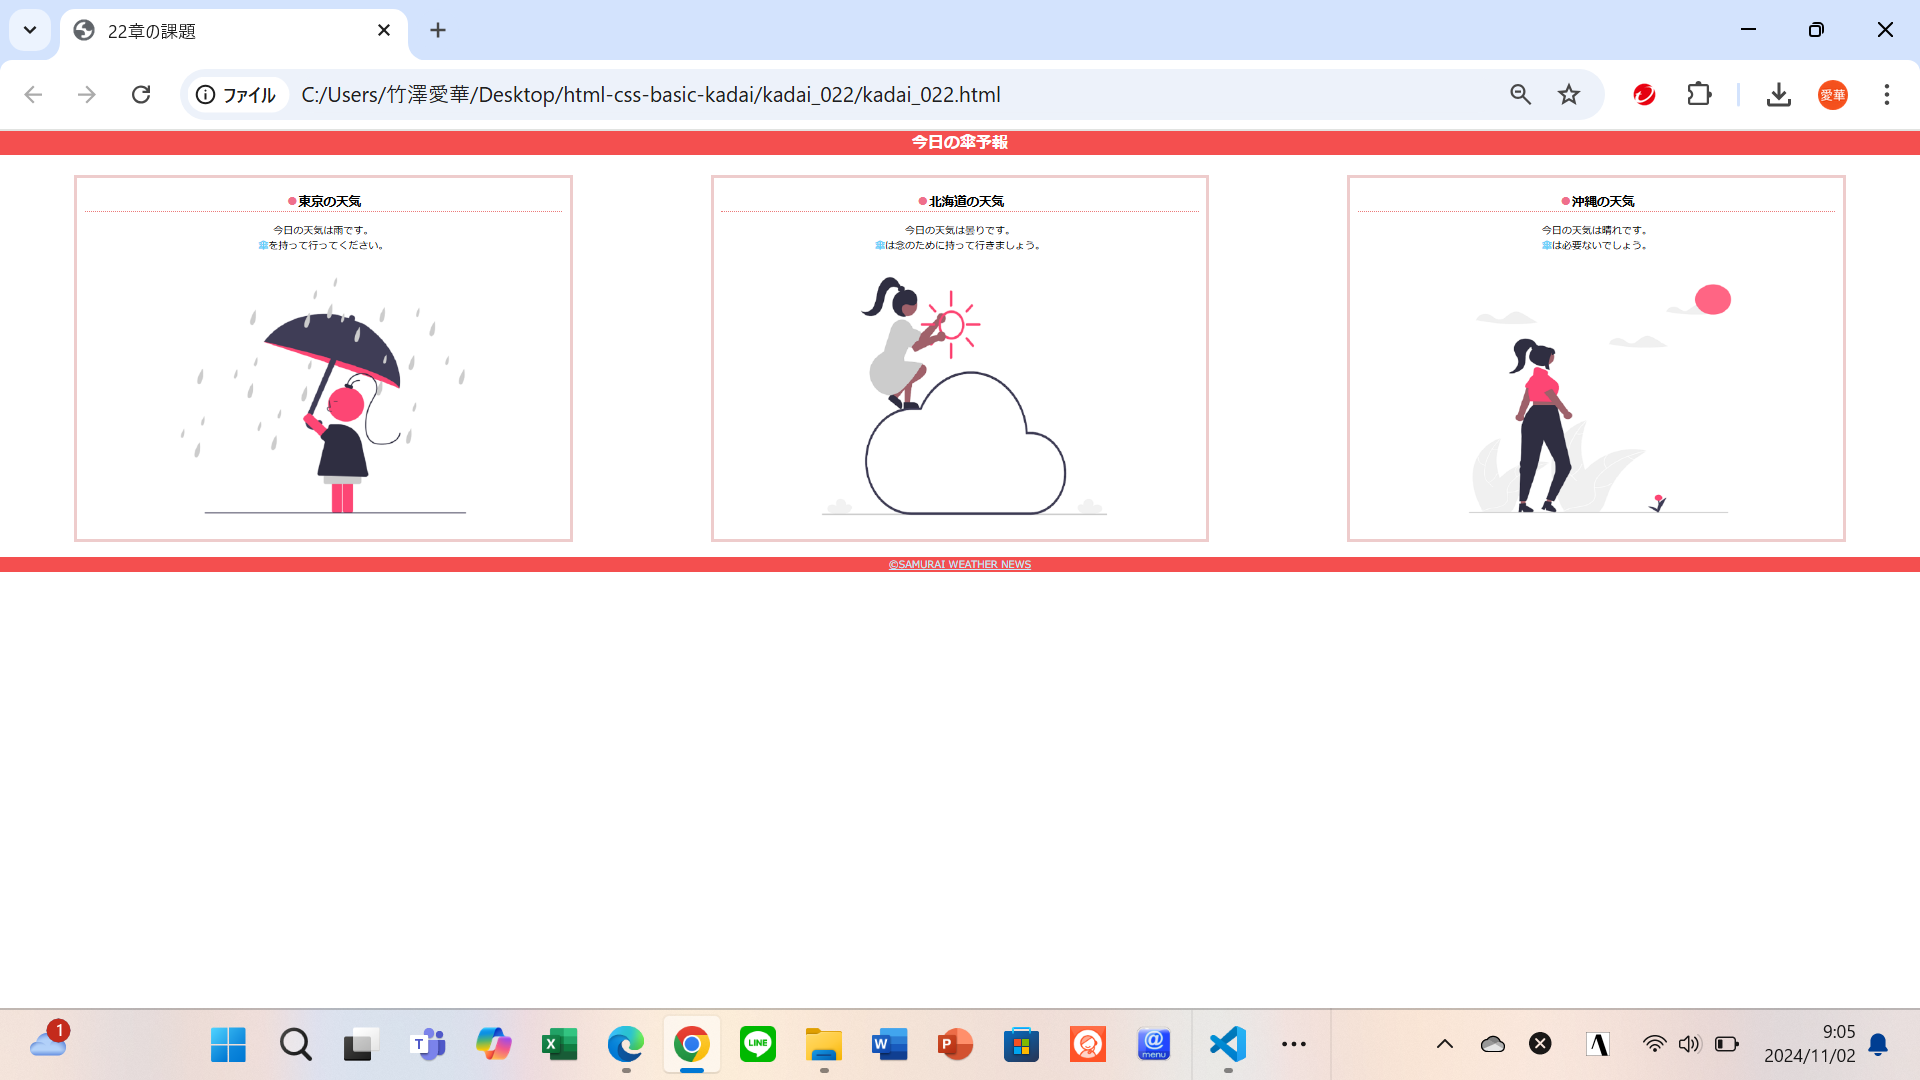 22章の課題
ファイル
C:/Users/竹澤愛華/Desktop/html-css-basic-kadai/kadai_022/kadai_022.html
愛華
今日の傘予報
●東京の天気
今日の天気は雨です。
傘を持って行ってください。
●北海道の天気
今日の天気は曇りです。
傘は念のために持って行きましょう。
●沖縄の天気
今日の天気は晴れです。
傘は必要ないでしょう。
©SAMURAI WEATHER NEWS
1
T
X
LINE
W
P
@
menu
A
9:05
2024/11/02